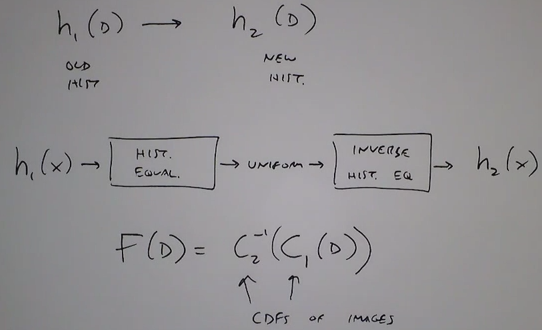 h₁(D) → h₂(D)
OLD NEW
HIST HIST.
h₁(x) → HIST. EQUAL. → UNIFORM → INVERSE HIST. EQ → h₂(x)
F(D) = C₂⁻¹(C₁(D))
↑ ↑
CDFS OF IMAGES